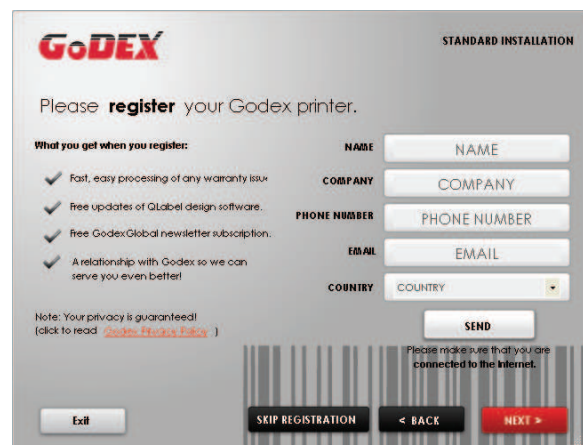 GoDEX
STANDARD INSTALLATION
Please register your Godex printer.
What you get when you register:
Fast, easy processing of any warranty issu
Free updates of QLabel design software.
Free GodexGlobal newsletter subscription.
A relationship with Godex so we can
serve you even better!
Note: Your privacy is guaranteed!
(click to read Godex Privacy Policy )
NAME NAME
COMPANY COMPANY
PHONE NUMBER PHONE NUMBER
EMAIL EMAIL
COUNTRY COUNTRY
SEND
Please make sure that you are
connected to the Internet.
Exit
SKIP REGISTRATION
< BACK
NEXT >